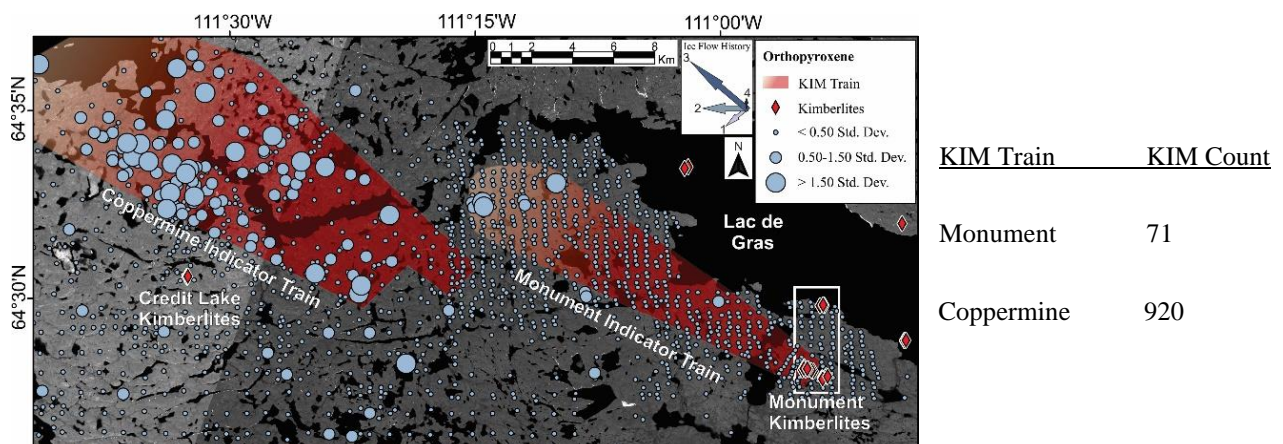 111°30'W
111°15'W
111°00'W
64°35'N
64°30'N
0 1 2 4 6 8
Km
Ice Flow History
3
2
1
4
N
Orthopyroxene
KIM Train
Kimberlites
< 0.50 Std. Dev.
0.50-1.50 Std. Dev.
> 1.50 Std. Dev.
Lac de
Gras
Coppermine Indicator Train
Monument Indicator Train
Credit Lake
Kimberlites
Monument
Kimberlites
KIM Train KIM Count
Monument 71
Coppermine 920